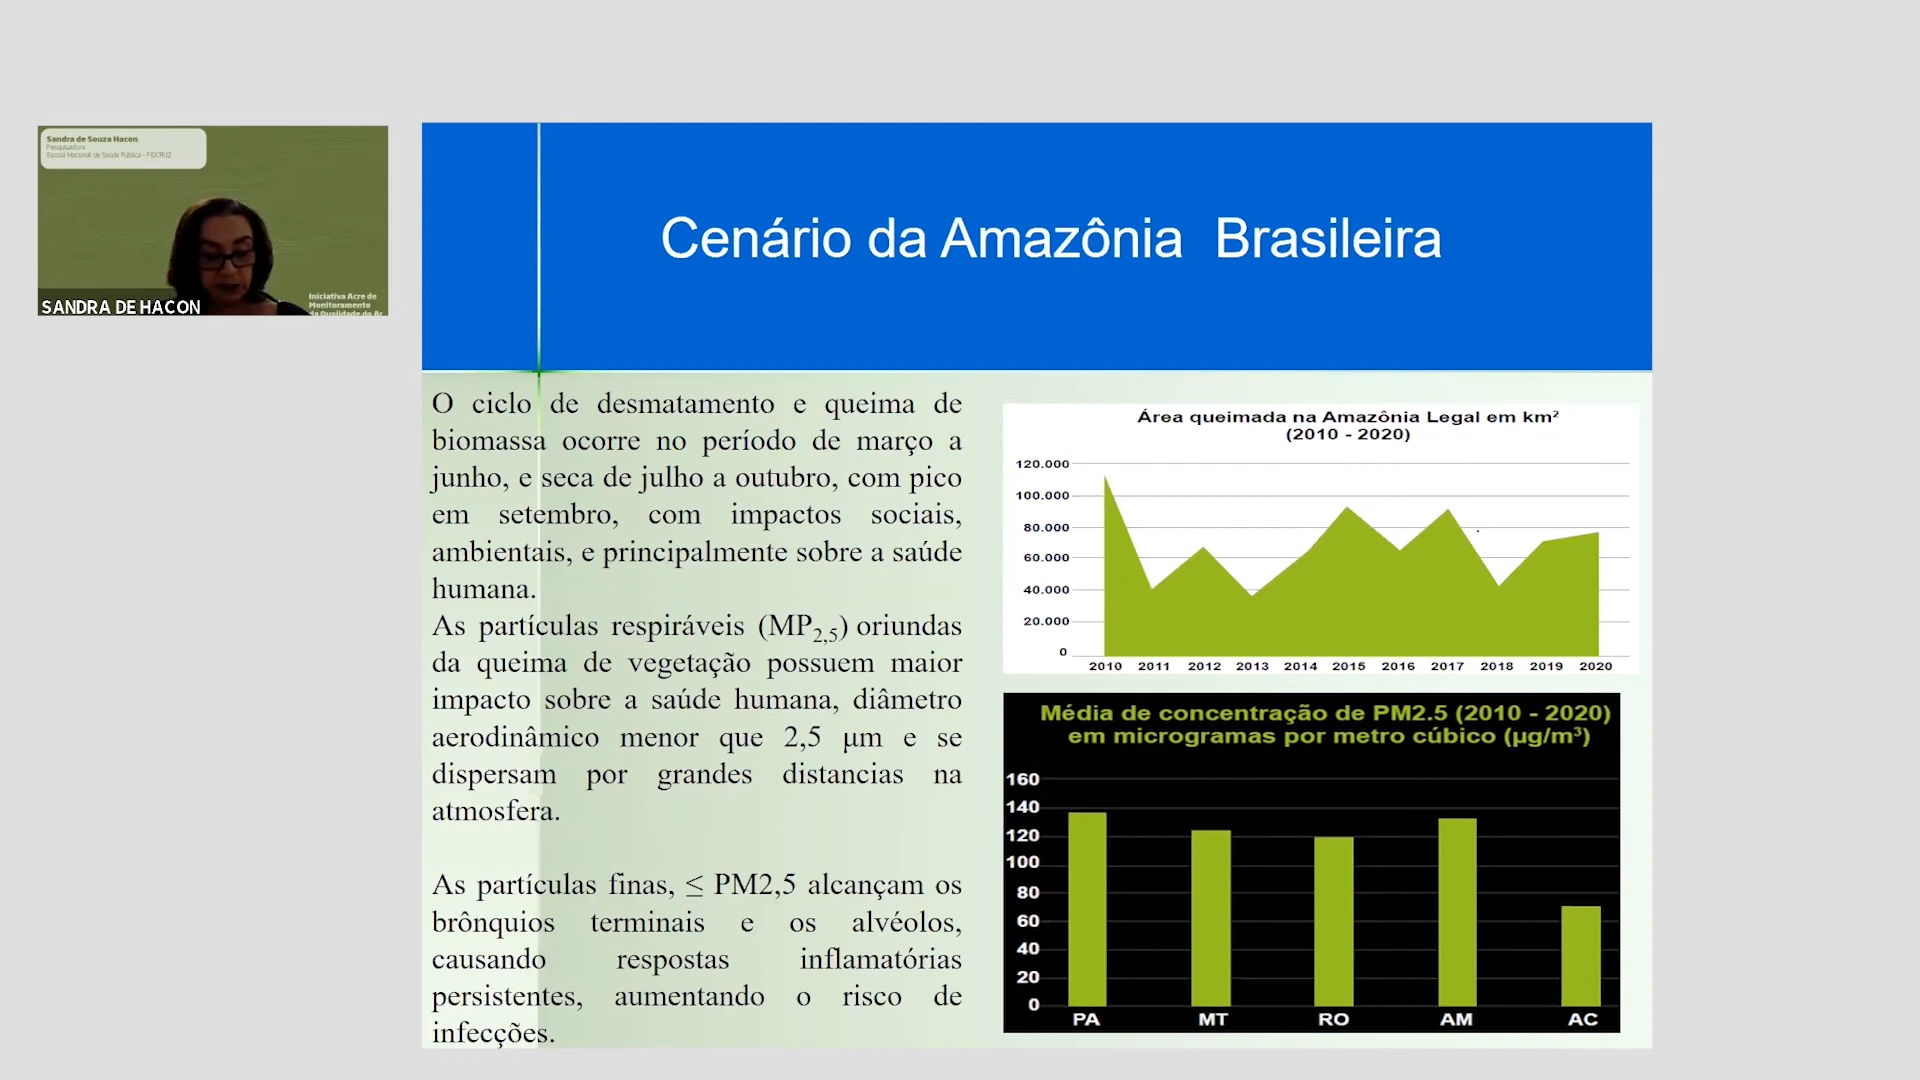 Sandra de Souza Hacon
Pesquisadora
Escola Nacional de Saúde Pública - FIOCRUZ
Iniciativa Acre de
Monitoramento
da Qualidade do Ar
SANDRA DE HACON
Cenário da Amazônia Brasileira
O ciclo de desmatamento e queima de
biomassa ocorre no período de março a
junho, e seca de julho a outubro, com pico
em setembro, com impactos sociais,
ambientais, e principalmente sobre a saúde
humana.
As partículas respiráveis (MP2,5) oriundas
da queima de vegetação possuem maior
impacto sobre a saúde humana, diâmetro
aerodinâmico menor que 2,5 μm e se
dispersam por grandes distancias na
atmosfera.
As partículas finas, ≤ PM2,5 alcançam os
brônquios terminais e os alvéolos,
causando respostas inflamatórias
persistentes, aumentando o risco de
infecções.
Área queimada na Amazônia Legal em km²
(2010 - 2020)
120.000
100.000
80.000
60.000
40.000
20.000
0
2010 2011 2012 2013 2014 2015 2016 2017 2018 2019 2020
Média de concentração de PM2.5 (2010 - 2020)
em microgramas por metro cúbico (µg/m³)
160
140
120
100
80
60
40
20
0
PA MT RO AM AC